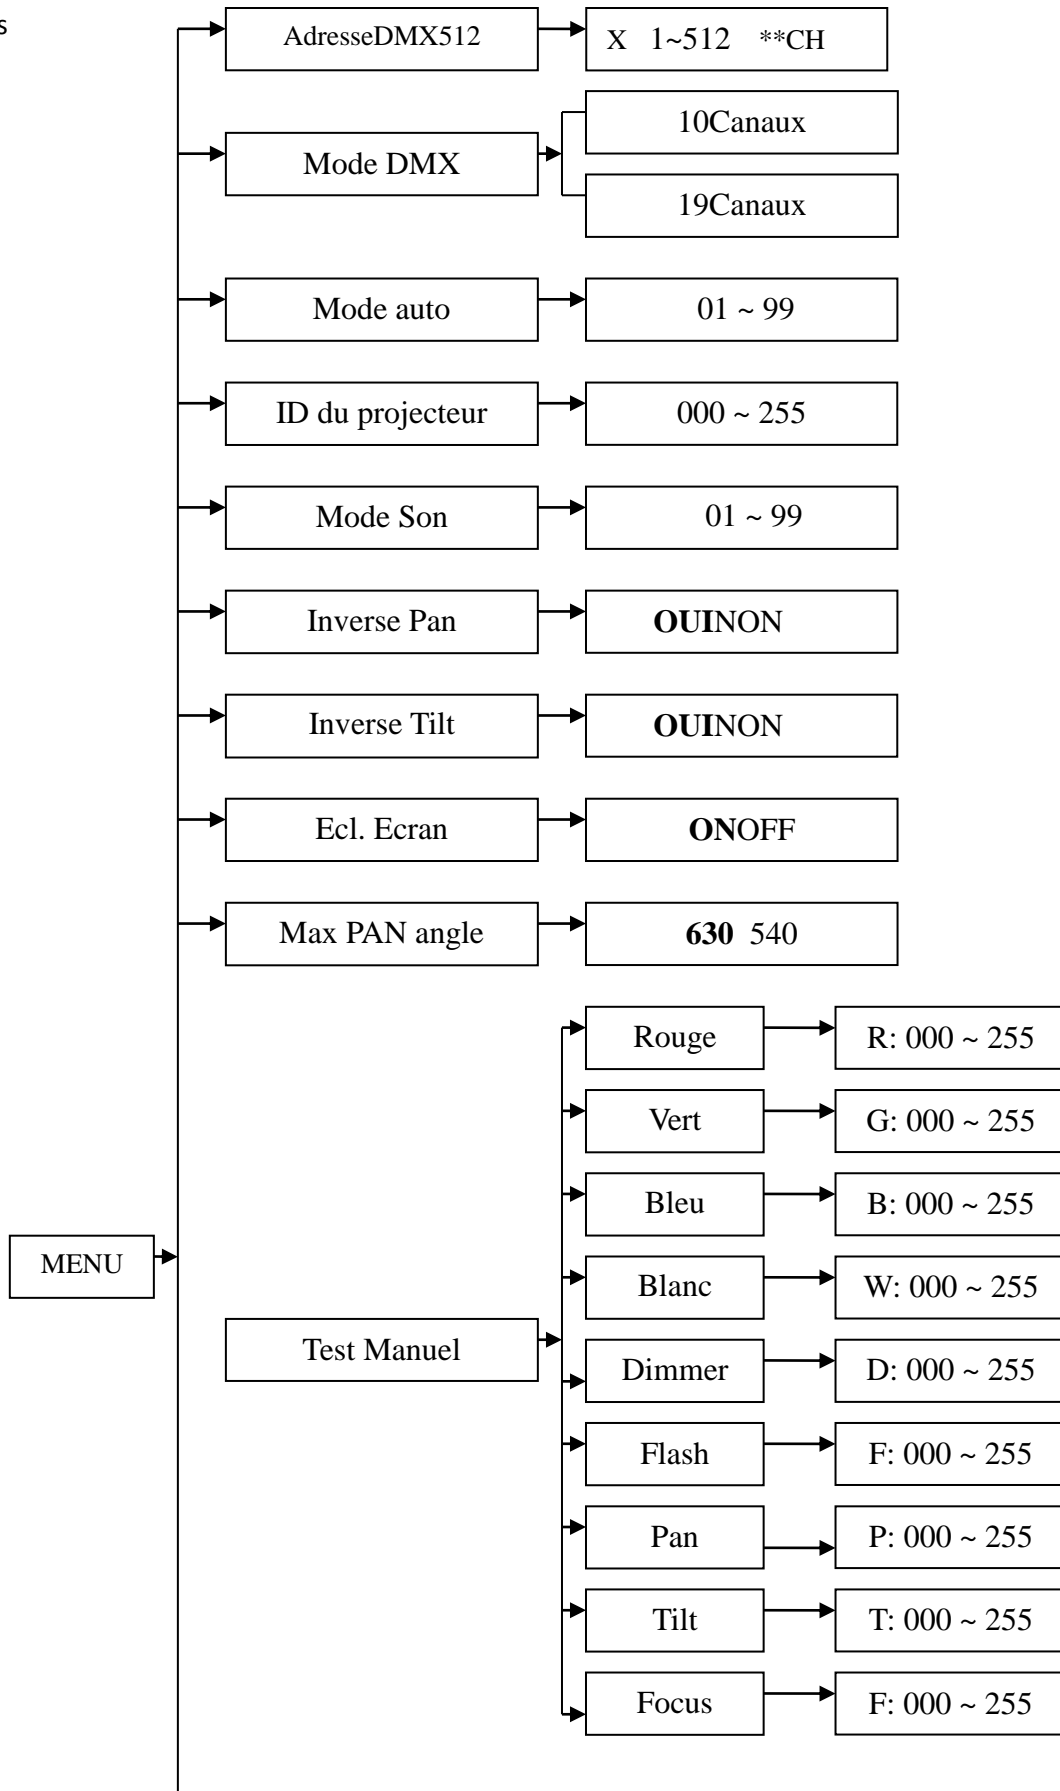 s
AdresseDMX512
X 1~512 **CH
Mode DMX
10Canaux
19Canaux
Mode auto
01 ~ 99
ID du projecteur
000 ~ 255
Mode Son
01 ~ 99
Inverse Pan
OUINON
Inverse Tilt
OUINON
Ecl. Ecran
ONOFF
Max PAN angle
630 540
MENU
Test Manuel
Rouge
R: 000 ~ 255
Vert
G: 000 ~ 255
Bleu
B: 000 ~ 255
Blanc
W: 000 ~ 255
Dimmer
D: 000 ~ 255
Flash
F: 000 ~ 255
Pan
P: 000 ~ 255
Tilt
T: 000 ~ 255
Focus
F: 000 ~ 255